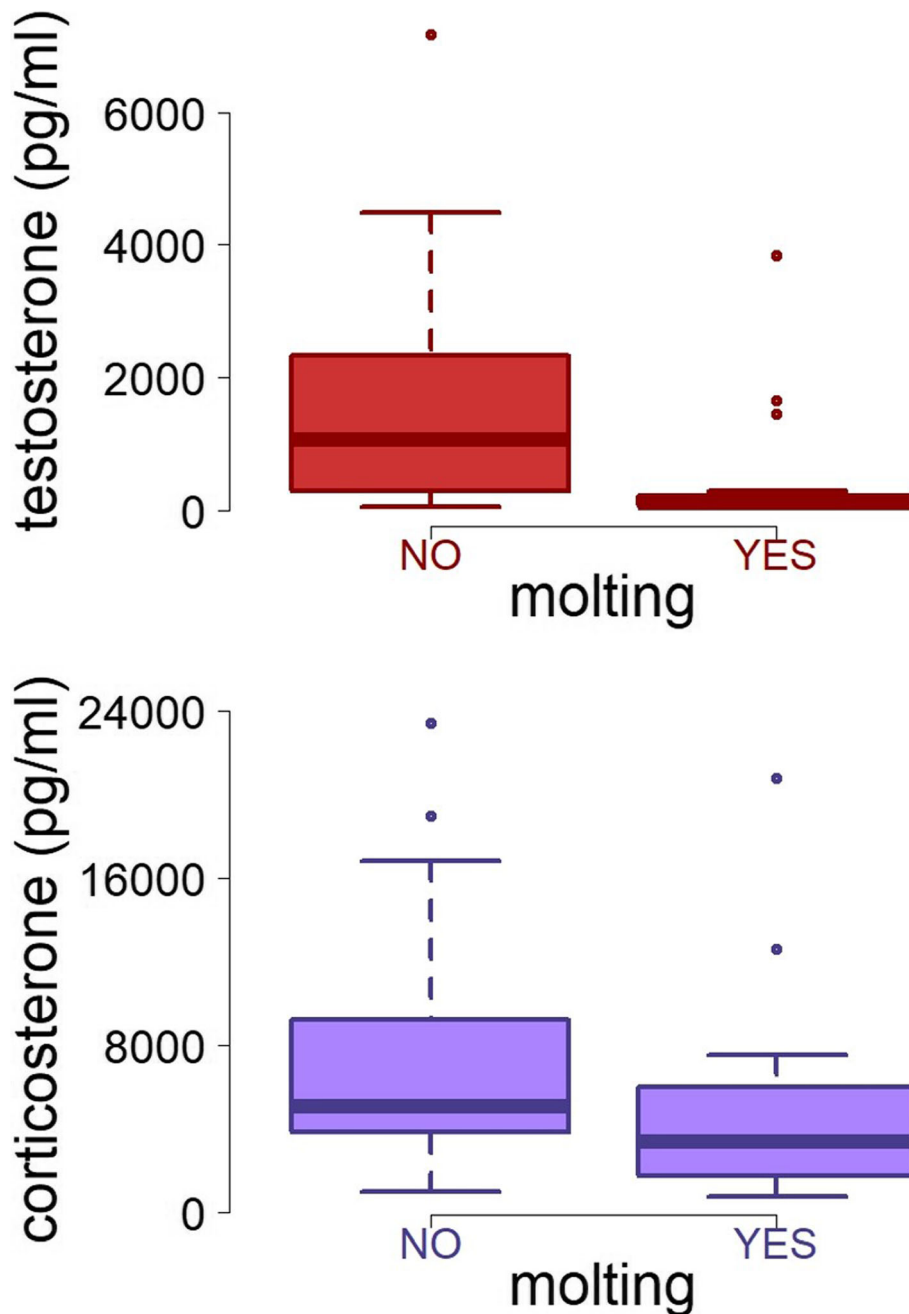 testosterone (pg/ml)
6000
4000
2000
0
NO YES
molting
corticosterone (pg/ml)
24000
16000
8000
0
NO YES
molting